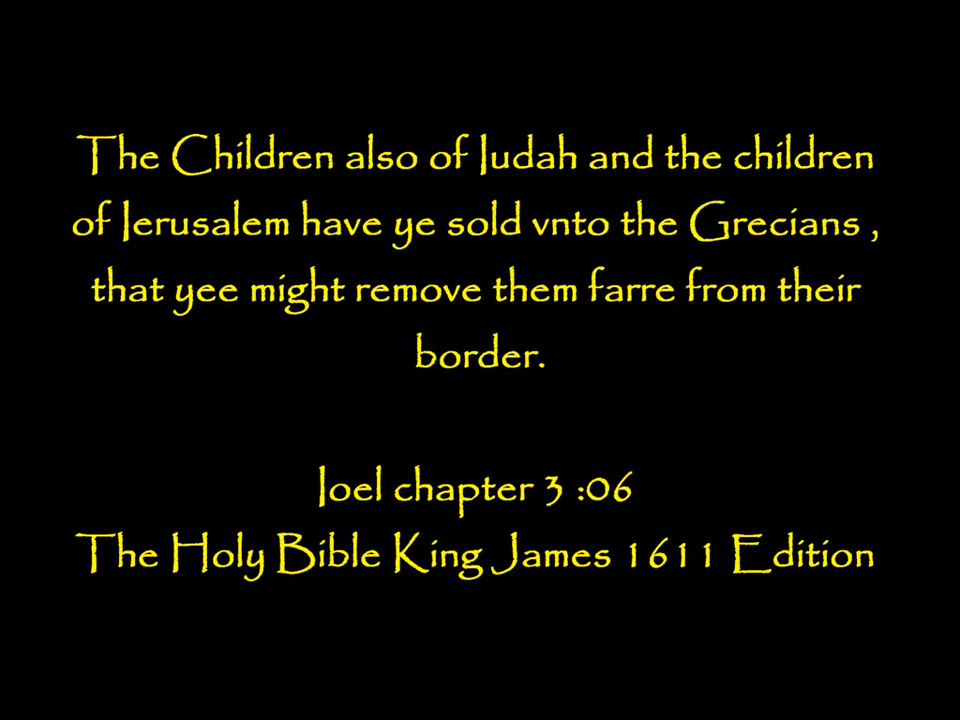 The Children also of Iudah and the children
of Ierusalem have ye sold vnto the Grecians ,
that yee might remove them farre from their
border.
Ioel chapter 3 :06
The Holy Bible King James 1611 Edition